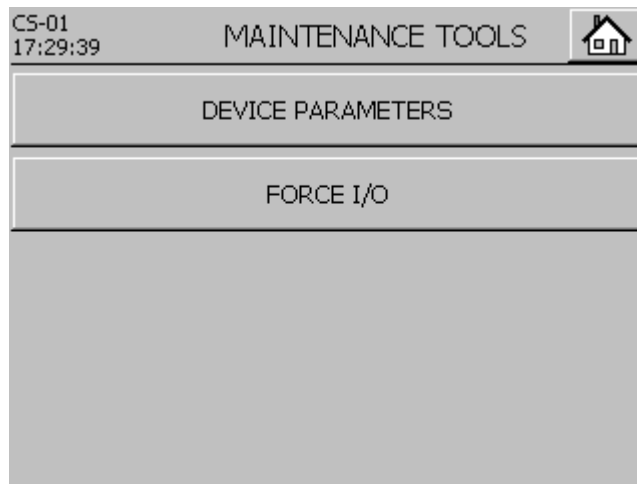 CS-01
17:29:39
MAINTENANCE TOOLS
DEVICE PARAMETERS
FORCE I/O